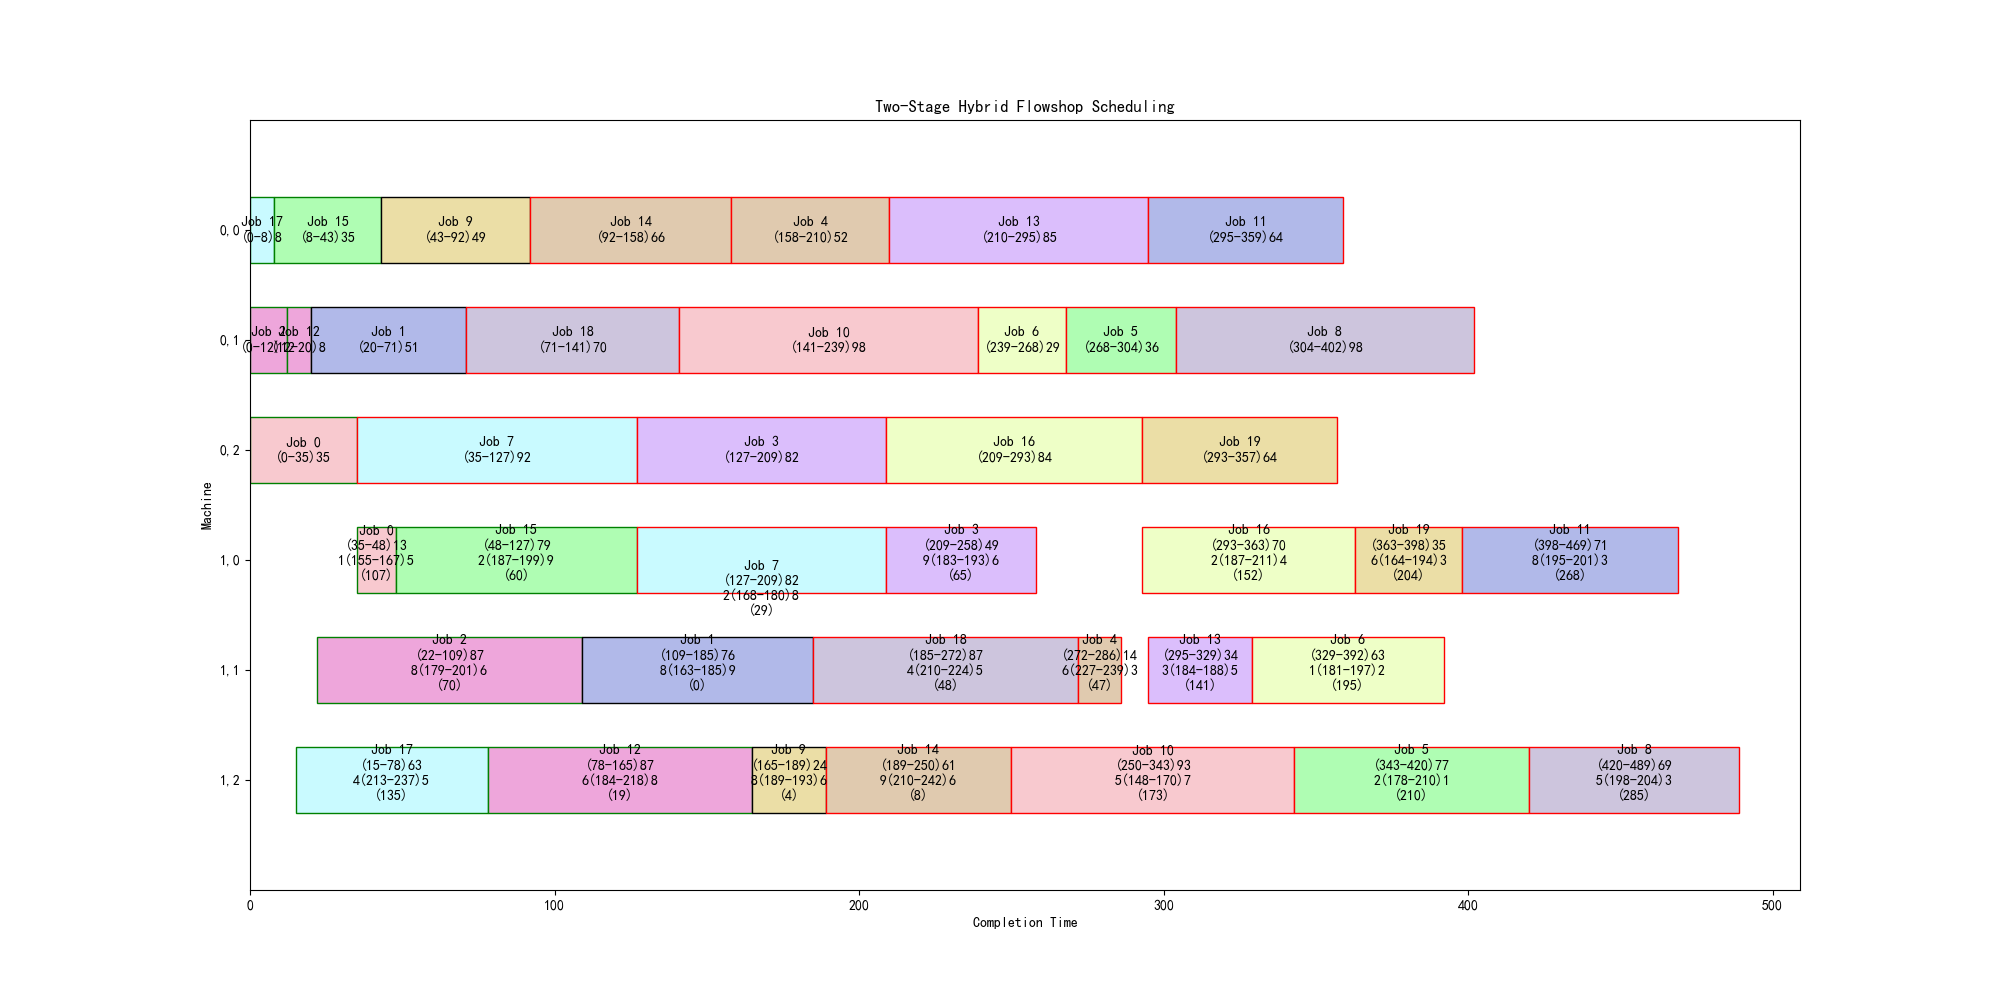 Two-Stage Hybrid Flowshop Scheduling
Machine
0,0
Job 17
(0-8)8
Job 15
(8-43)35
Job 9
(43-92)49
Job 14
(92-158)66
Job 4
(158-210)52
Job 13
(210-295)85
Job 11
(295-359)64
0,1
Job 2
(0-12)12
Job 12
(12-20)8
Job 1
(20-71)51
Job 18
(71-141)70
Job 10
(141-239)98
Job 6
(239-268)29
Job 5
(268-304)36
Job 8
(304-402)98
0,2
Job 0
(0-35)35
Job 7
(35-127)92
Job 3
(127-209)82
Job 16
(209-293)84
Job 19
(293-357)64
1,0
Job 0
(35-48)13
1(155-167)5
(107)
Job 15
(48-127)79
2(187-199)9
(60)
Job 7
(127-209)82
2(168-180)8
(29)
Job 3
(209-258)49
9(183-193)6
(65)
Job 16
(293-363)70
2(187-211)4
(152)
Job 19
(363-398)35
6(164-194)3
(204)
Job 11
(398-469)71
8(195-201)3
(268)
1,1
Job 2
(22-109)87
8(179-201)6
(70)
Job 1
(109-185)76
8(163-185)9
(0)
Job 18
(185-272)87
4(210-224)5
(48)
Job 4
(272-286)14
6(227-239)3
(47)
Job 13
(295-329)34
3(184-188)5
(141)
Job 6
(329-392)63
1(181-197)2
(195)
1,2
Job 17
(15-78)63
4(213-237)5
(135)
Job 12
(78-165)87
6(184-218)8
(19)
Job 9
(165-189)24
8(189-193)6
(4)
Job 14
(189-250)61
9(210-242)6
(8)
Job 10
(250-343)93
5(148-170)7
(173)
Job 5
(343-420)77
2(178-210)1
(210)
Job 8
(420-489)69
5(198-204)3
(285)
0
100
200
300
400
500
Completion Time